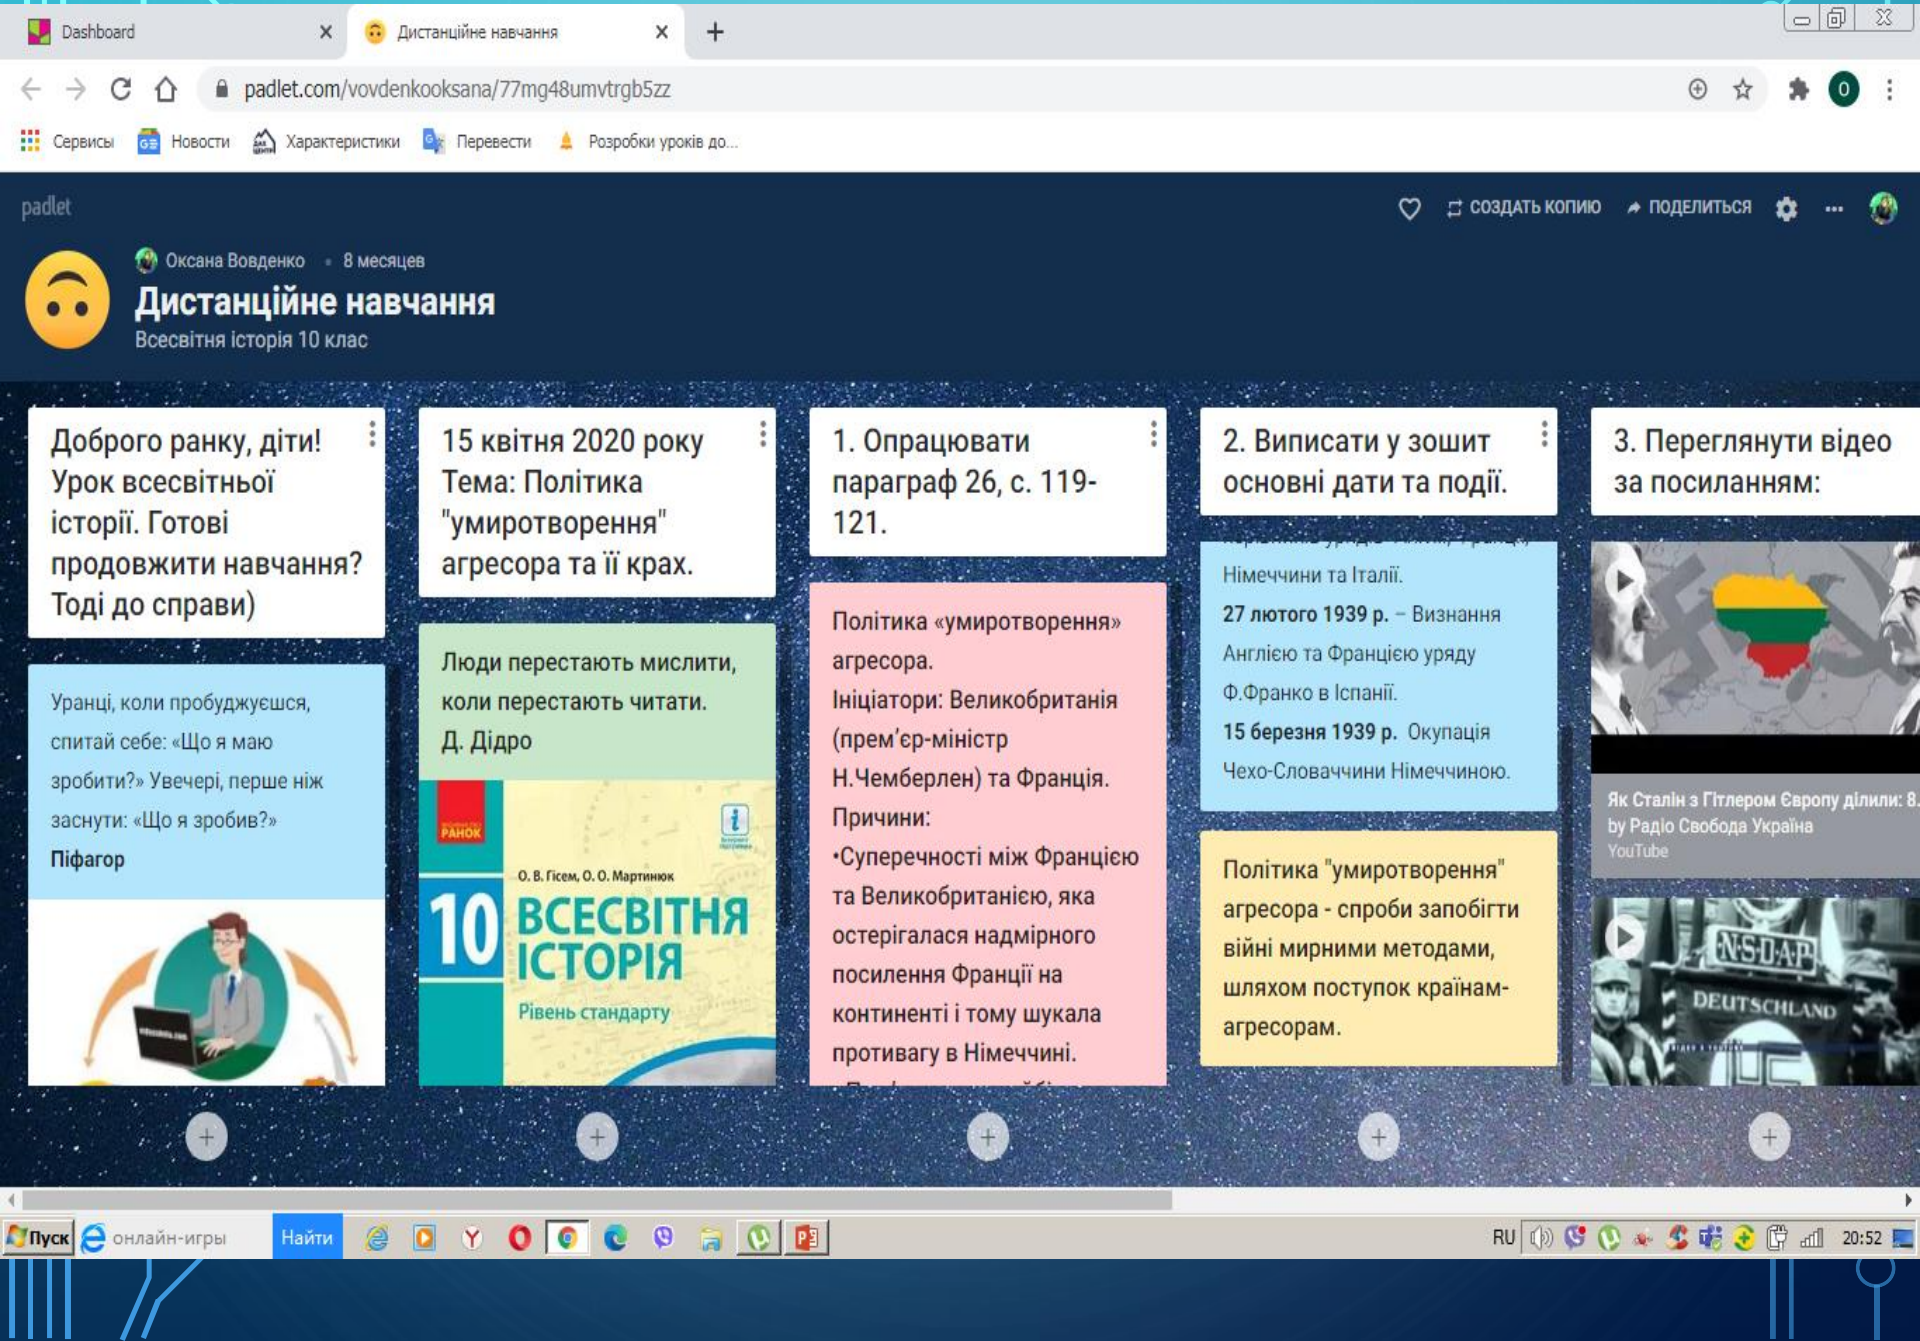 Dashboard
Дистанційне навчання
padlet.com/vovdenkooksana/77mg48umvtrgb5zz
O
Сервисы
Новости
Характеристики
Перевести
Розробки уроків до...
padlet
СОЗДАТЬ КОПИЮ
ПОДЕЛИТЬСЯ
Оксана Вовденко • 8 месяцев
Дистанційне навчання
Всесвітня історія 10 клас
Доброго ранку, діти!
Урок всесвітньої
історії. Готові
продовжити навчання?
Тоді до справи)
Уранці, коли пробуджуєшся,
спитай себе: «Що я маю
зробити?» Увечері, перше ніж
заснути: «Що я зробив?»
Піфагор
15 квітня 2020 року
Тема: Політика
"умиротворення"
агресора та її крах.
Люди перестають мислити,
коли перестають читати.
Д. Дідро
РАНОК
О. В. Гісем, О. О. Мартинюк
10 ВСЕСВІТНЯ
ІСТОРІЯ
Рівень стандарту
1. Опрацювати
параграф 26, с. 119-
121.
Політика «умиротворення»
агресора.
Ініціатори: Великобританія
(прем’єр-міністр
Н.Чемберлен) та Франція.
Причини:
•Суперечності між Францією
та Великобританією, яка
остерігалася надмірного
посилення Франції на
континенті і тому шукала
противагу в Німеччині.
2. Виписати у зошит
основні дати та події.
Німеччини та Італії.
27 лютого 1939 р. – Визнання
Англією та Францією уряду
Ф.Франко в Іспанії.
15 березня 1939 р. Окупація
Чехо-Словаччини Німеччиною.
Політика "умиротворення"
агресора - спроби запобігти
війні мирними методами,
шляхом поступок країнам-
агресорам.
3. Переглянути відео
за посиланням:
Як Сталін з Гітлером Європу ділили: 8.
by Радіо Свобода Україна
YouTube
N·S·D·A·P
DEUTSCHLAND
Пуск
онлайн-игры
Найти
RU
20:52